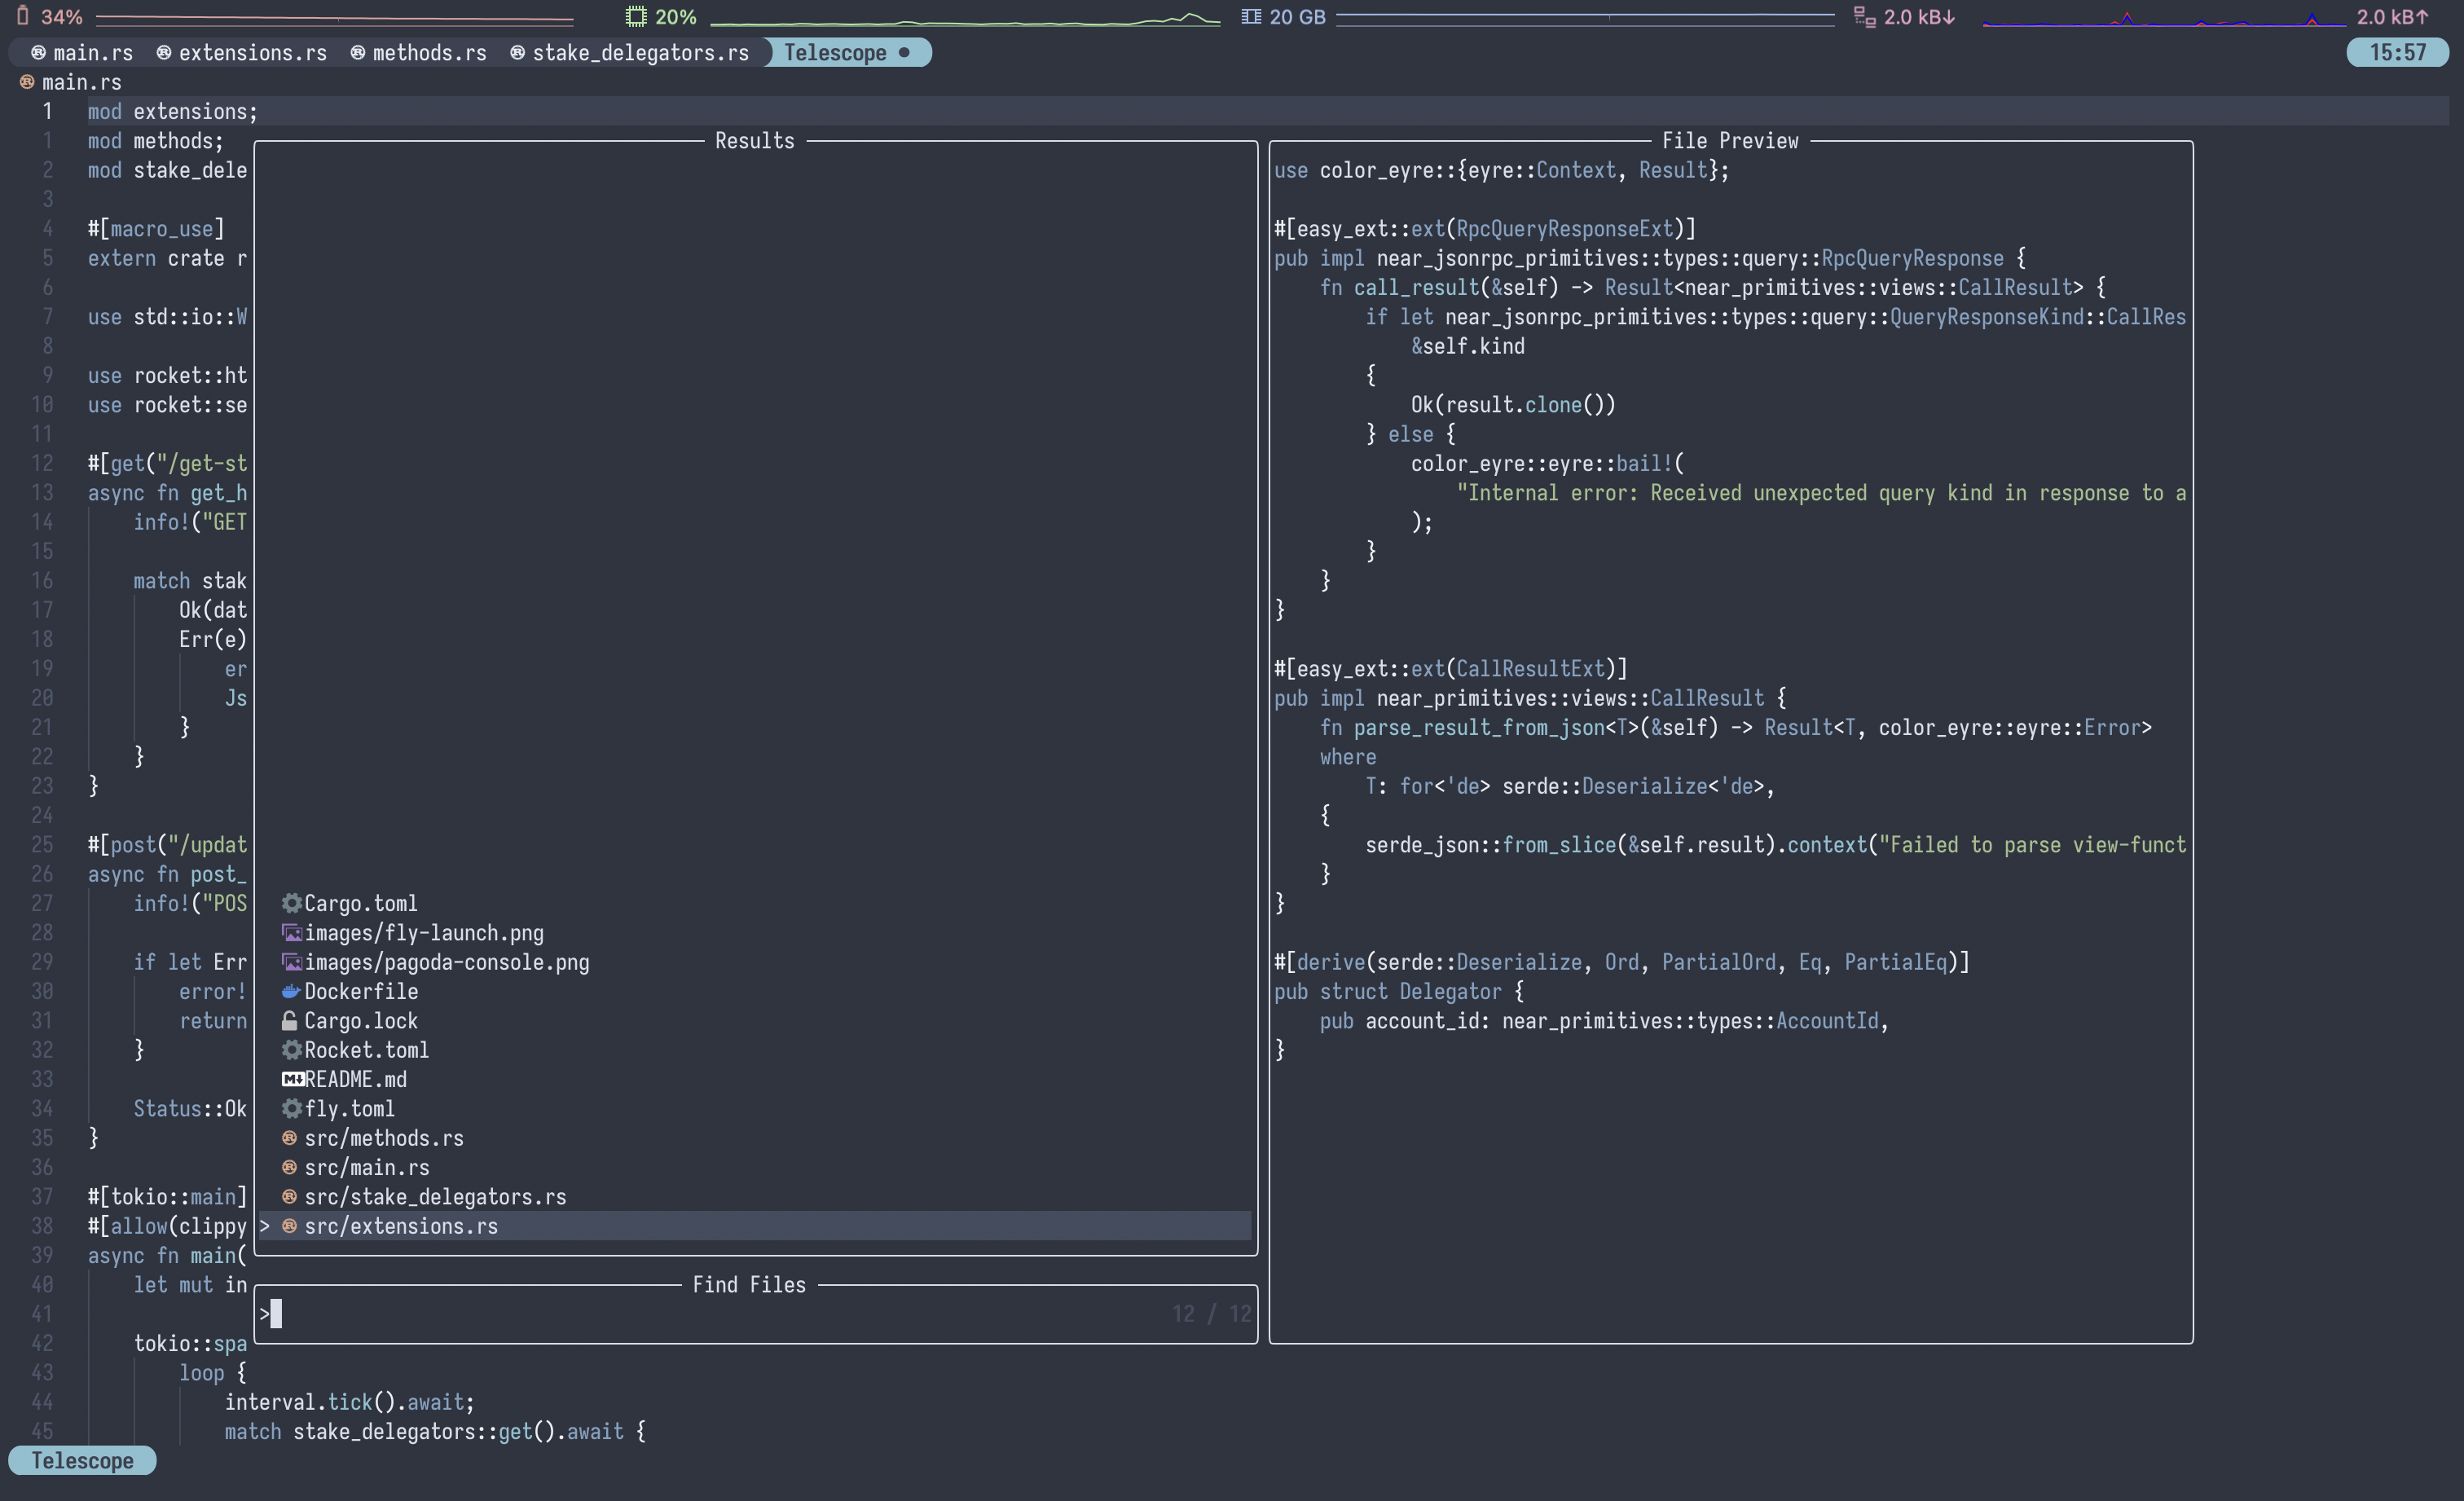 34% 20% 20 GB 2.0 kB↓ 2.0 kB↑
main.rs extensions.rs methods.rs stake_delegators.rs Telescope ● 15:57
main.rs
1 mod extensions;
1 mod methods;
2 mod stake_dele
3
4 #[macro_use]
5 extern crate r
6
7 use std::io::W
8
9 use rocket::ht
10 use rocket::se
11
12 #[get("/get-st
13 async fn get_h
14 info!("GET
15
16 match stak
17 Ok(dat
18 Err(e)
19 er
20 Js
21 }
22 }
23 }
24
25 #[post("/updat
26 async fn post_
27 info!("POS
28
29 if let Err
30 error!
31 return
32 }
33
34 Status::Ok
35 }
36
37 #[tokio::main]
38 #[allow(clippy
39 async fn main(
40 let mut in
41
42 tokio::spa
43 loop {
44 interval.tick().await;
45 match stake_delegators::get().await {
Results
Cargo.toml
images/fly-launch.png
images/pagoda-console.png
Dockerfile
Cargo.lock
Rocket.toml
README.md
fly.toml
src/methods.rs
src/main.rs
src/stake_delegators.rs
> src/extensions.rs
Find Files
> 12 / 12
File Preview
use color_eyre::{eyre::Context, Result};
#[easy_ext::ext(RpcQueryResponseExt)]
pub impl near_jsonrpc_primitives::types::query::RpcQueryResponse {
fn call_result(&self) -> Result<near_primitives::views::CallResult> {
if let near_jsonrpc_primitives::types::query::QueryResponseKind::CallRes
&self.kind
{
Ok(result.clone())
} else {
color_eyre::eyre::bail!(
"Internal error: Received unexpected query kind in response to a
);
}
}
}
#[easy_ext::ext(CallResultExt)]
pub impl near_primitives::views::CallResult {
fn parse_result_from_json<T>(&self) -> Result<T, color_eyre::eyre::Error>
where
T: for<'de> serde::Deserialize<'de>,
{
serde_json::from_slice(&self.result).context("Failed to parse view-funct
}
}
#[derive(serde::Deserialize, Ord, PartialOrd, Eq, PartialEq)]
pub struct Delegator {
pub account_id: near_primitives::types::AccountId,
}
Telescope